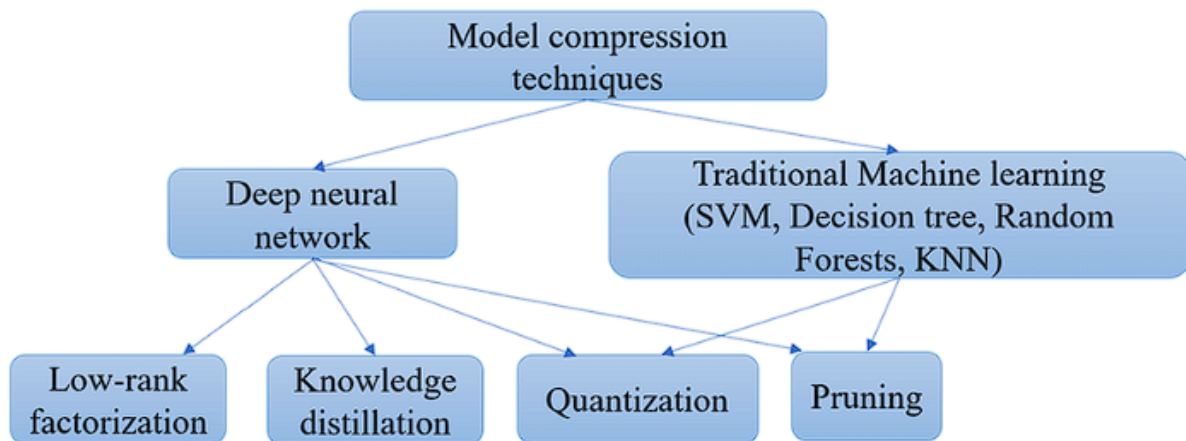 Model compression
techniques
Deep neural
network
Traditional Machine learning
(SVM, Decision tree, Random
Forests, KNN)
Low-rank
factorization
Knowledge
distillation
Quantization
Pruning